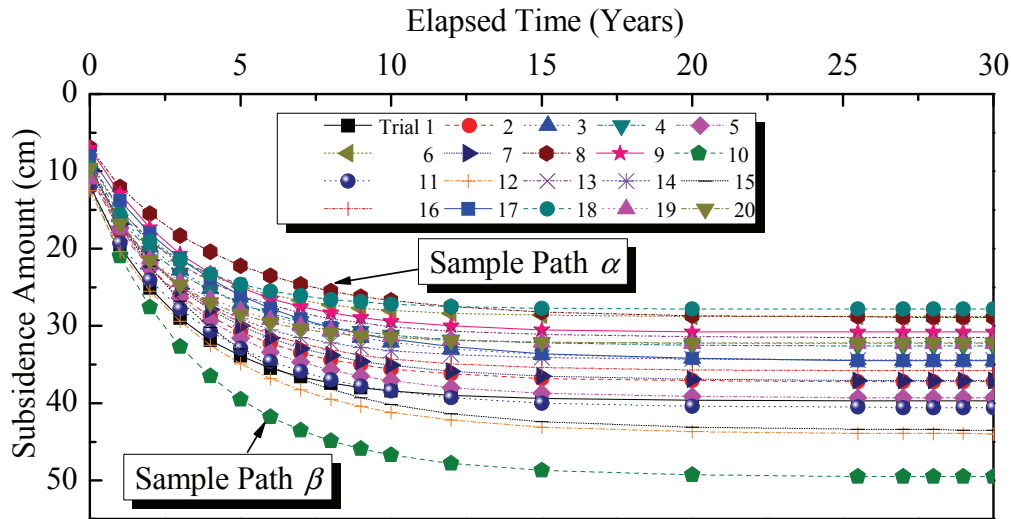 Elapsed Time (Years)
0 5 10 15 20 25 30
Subsidence Amount (cm)
0
10
20
30
40
50
Trial 1 2 3 4 5
6 7 8 9 10
11 12 13 14 15
16 17 18 19 20
Sample Path α
Sample Path β